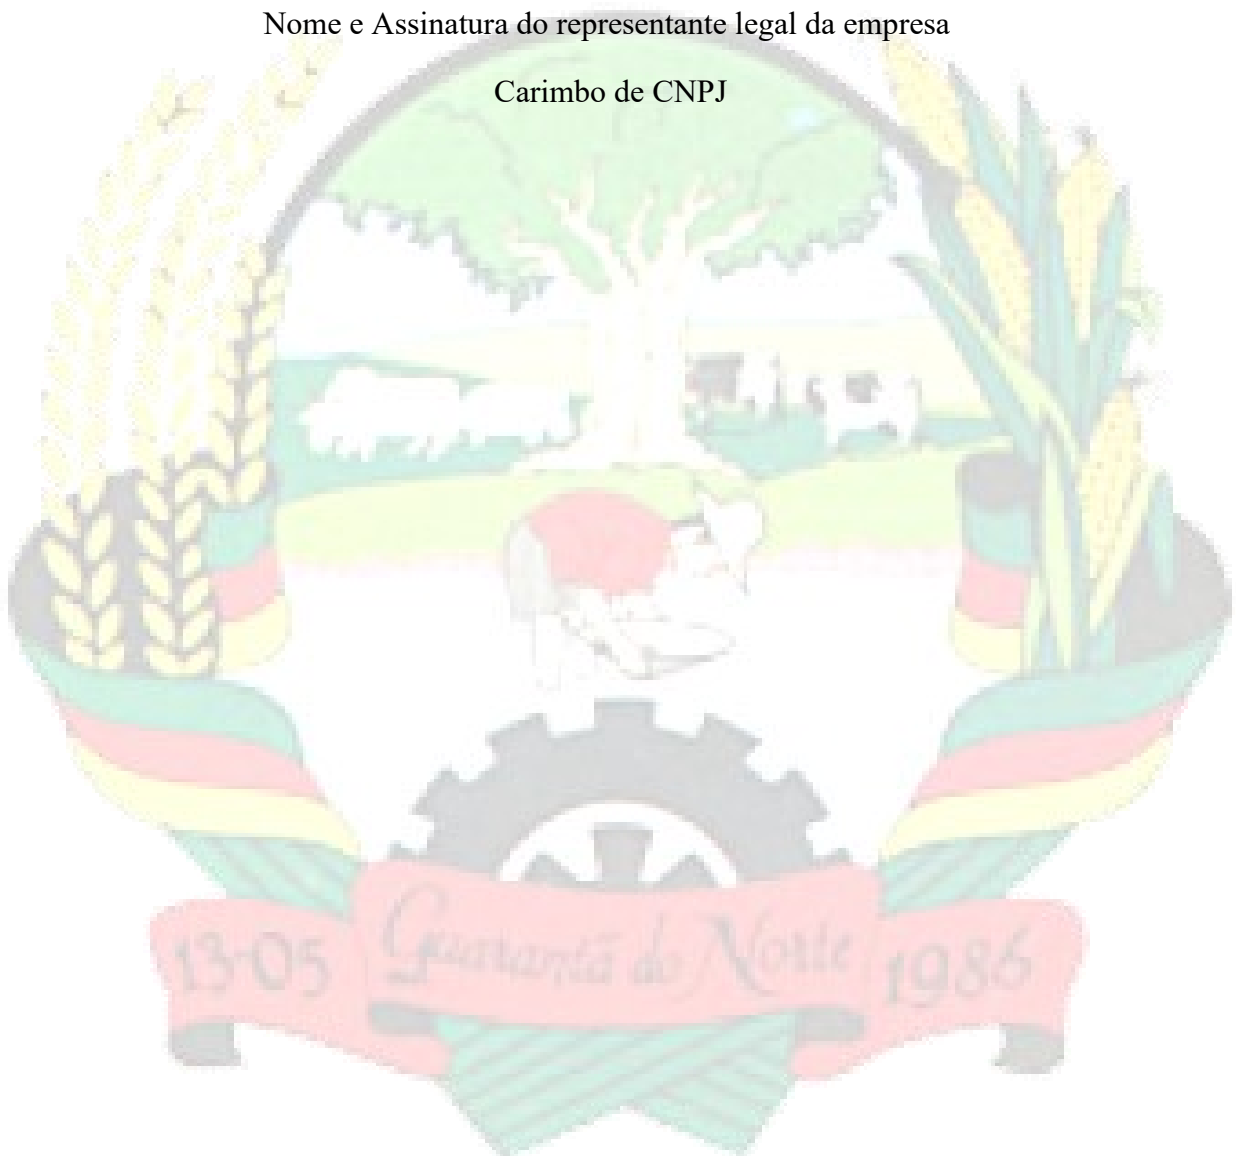 Nome e Assinatura do representante legal da empresa
Carimbo de CNPJ
13-05 Guarantã do Norte 1986